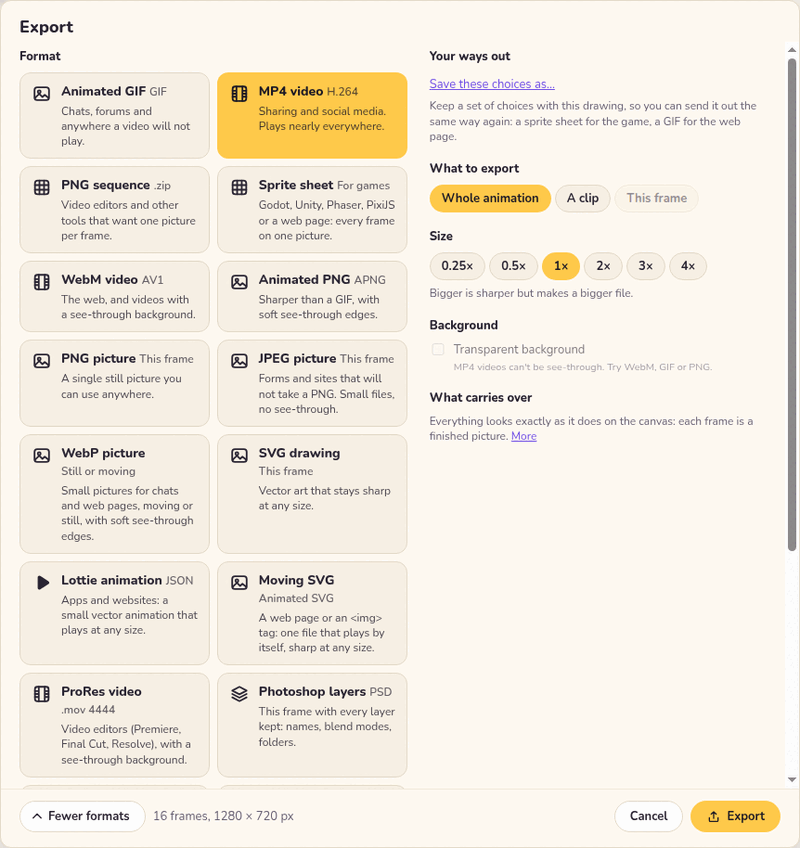 Export
Format
Animated GIF GIF
Chats, forums and
anywhere a video will not
play.
MP4 video H.264
Sharing and social media.
Plays nearly everywhere.
PNG sequence .zip
Video editors and other
tools that want one picture
per frame.
Sprite sheet For games
Godot, Unity, Phaser, PixiJS
or a web page: every frame
on one picture.
WebM video AV1
The web, and videos with
a see-through background.
Animated PNG APNG
Sharper than a GIF, with
soft see-through edges.
PNG picture This frame
A single still picture you
can use anywhere.
JPEG picture This frame
Forms and sites that will
not take a PNG. Small files,
no see-through.
WebP picture
Still or moving
Small pictures for chats
and web pages, moving or
still, with soft see-through
edges.
SVG drawing
This frame
Vector art that stays sharp
at any size.
Lottie animation JSON
Apps and websites: a
small vector animation that
plays at any size.
Moving SVG
Animated SVG
A web page or an <img>
tag: one file that plays by
itself, sharp at any size.
ProRes video
.mov 4444
Video editors (Premiere,
Final Cut, Resolve), with a
see-through background.
Photoshop layers PSD
This frame with every layer
kept: names, blend modes,
folders.
Your ways out
Save these choices as...
Keep a set of choices with this drawing, so you can send it out the
same way again: a sprite sheet for the game, a GIF for the web
page.
What to export
Whole animation A clip This frame
Size
0.25× 0.5× 1× 2× 3× 4×
Bigger is sharper but makes a bigger file.
Background
Transparent background
MP4 videos can't be see-through. Try WebM, GIF or PNG.
What carries over
Everything looks exactly as it does on the canvas: each frame is a
finished picture. More
Fewer formats 16 frames, 1280 × 720 px Cancel Export